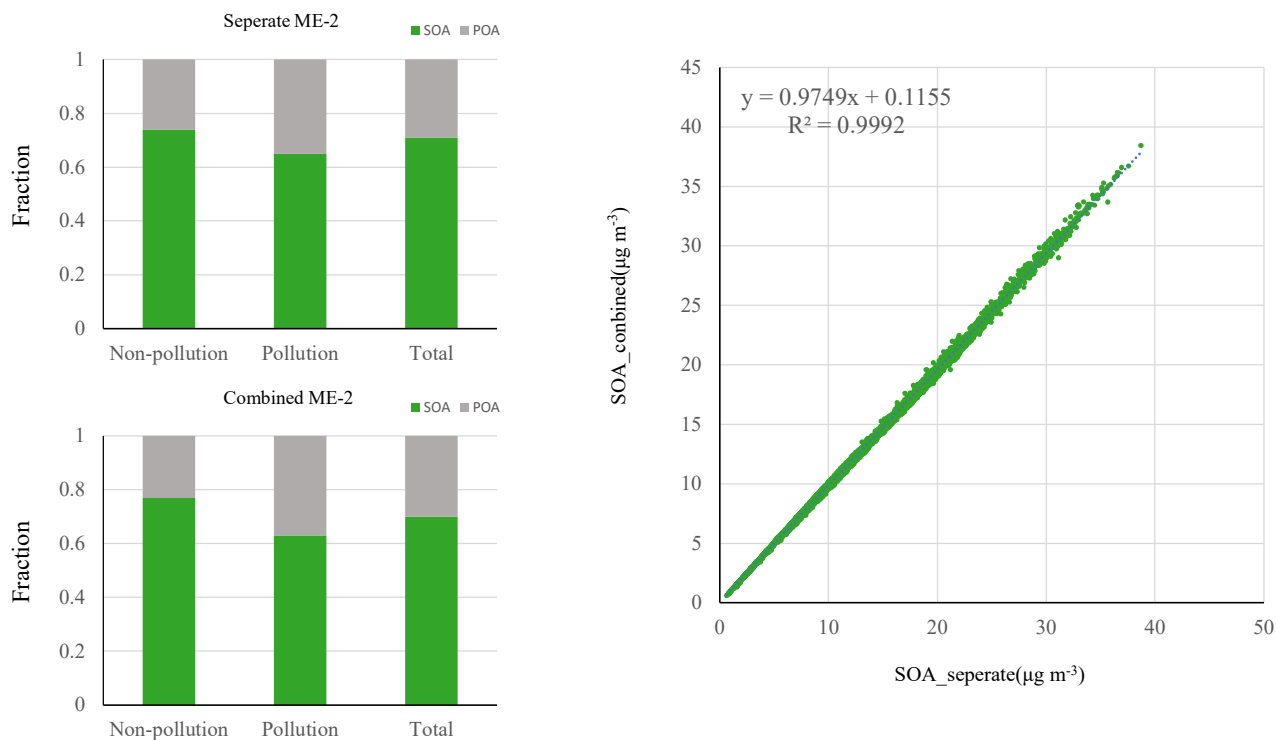 Seperate ME-2
SOA POA
1
0.8
0.6
0.4
0.2
0
Fraction
Non-pollution Pollution Total
Combined ME-2
SOA POA
1
0.8
0.6
0.4
0.2
0
Fraction
Non-pollution Pollution Total
y = 0.9749x + 0.1155
R² = 0.9992
45
40
35
30
25
20
15
10
5
0
SOA_conbined(μg m⁻³)
0 10 20 30 40 50
SOA_seperate(μg m⁻³)